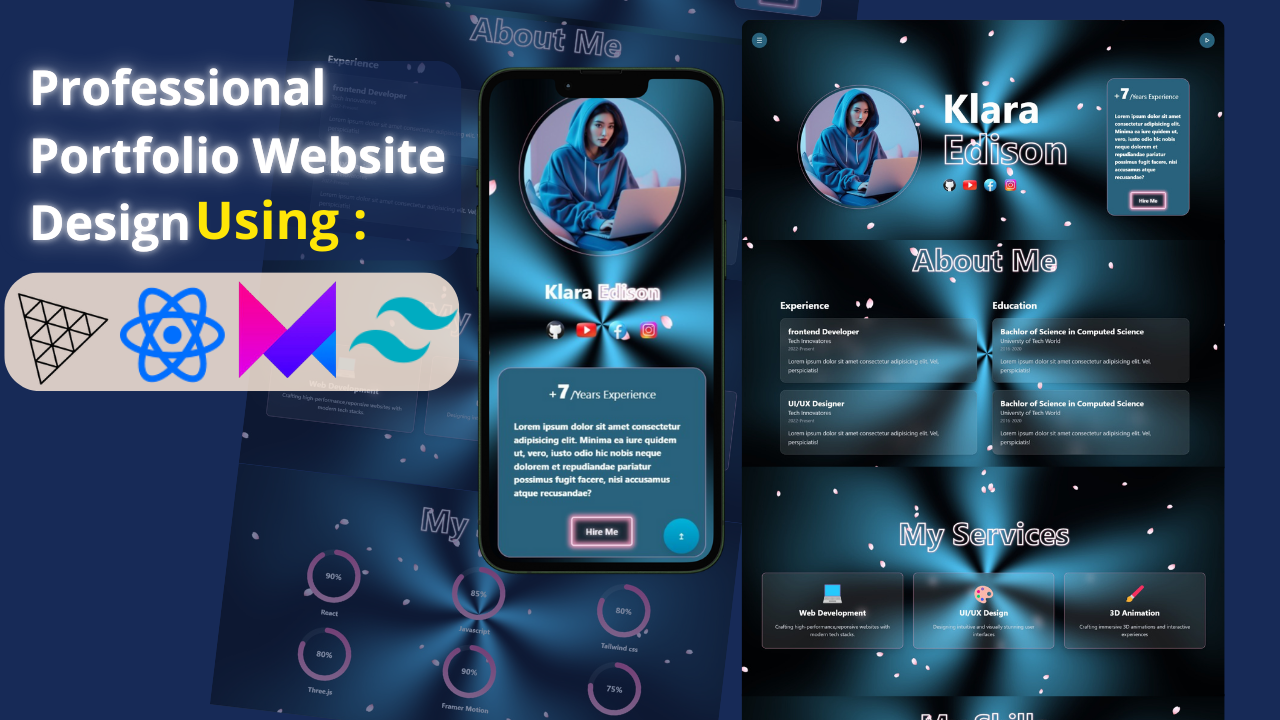 Professional
Portfolio Website
Design Using :
About Me
Experience
frontend Developer
Tech Innovatores
My
Web Development
Crafting high-performance,responsive websites with
modern tech stacks.
My
90%
React
85%
Javascript
80%
Tailwind css
80%
Three.js
90%
Framer Motion
75%
Klara Edison
+7/Years Experience
Lorem ipsum dolor sit amet consectetur
adipisicing elit. Minima ea iure quidem
ut, vero, iusto odio hic nobis neque
dolorem et repudiandae pariatur
possimus fugit facere, nisi accusamus
atque recusandae?
Hire Me
Klara
Edison
+7/Years Experience
Lorem ipsum dolor sit amet
consectetur adipisicing elit.
Minima ea iure quidem ut,
vero, iusto odio hic nobis
neque dolorem et
repudiandae pariatur
possimus fugit facere, nisi
accusamus atque
recusandae?
Hire Me
About Me
Experience
frontend Developer
Tech Innovatores
2022-Present
Lorem ipsum dolor sit amet consectetur adipisicing elit. Vel,
perspiciatis!
UI/UX Designer
Tech Innovatores
2022-Present
Lorem ipsum dolor sit amet consectetur adipisicing elit. Vel,
perspiciatis!
Education
Bachlor of Science in Computed Science
University of Tech World
2016-2020
Lorem ipsum dolor sit amet consectetur adipisicing elit. Vel,
perspiciatis!
Bachlor of Science in Computed Science
University of Tech World
2016-2020
Lorem ipsum dolor sit amet consectetur adipisicing elit. Vel,
perspiciatis!
My Services
Web Development
Crafting high-performance,responsive websites with
modern tech stacks.
UI/UX Design
Designing intuitive and visually stunning user
interfaces
3D Animation
Crafting immersive 3D animations and interactive
experiences
My Skill